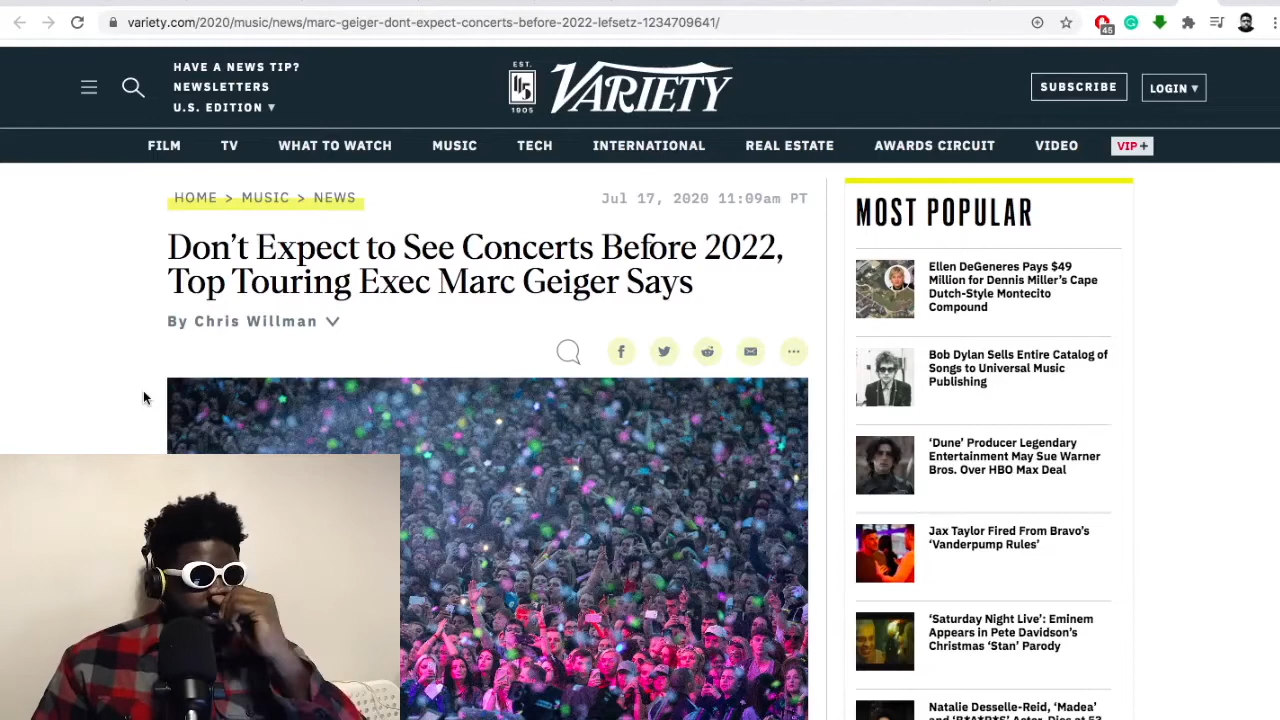 variety.com/2020/music/news/marc-geiger-dont-expect-concerts-before-2022-lefsetz-1234709641/
45
HAVE A NEWS TIP?
NEWSLETTERS
U.S. EDITION ▾
EST.
115
1905
VARIETY
SUBSCRIBE
LOGIN ▾
FILM TV WHAT TO WATCH MUSIC TECH INTERNATIONAL REAL ESTATE AWARDS CIRCUIT VIDEO VIP+
HOME > MUSIC > NEWS
Jul 17, 2020 11:09am PT
Don’t Expect to See Concerts Before 2022,
Top Touring Exec Marc Geiger Says
By Chris Willman
MOST POPULAR
Ellen DeGeneres Pays $49
Million for Dennis Miller’s Cape
Dutch-Style Montecito
Compound
Bob Dylan Sells Entire Catalog of
Songs to Universal Music
Publishing
‘Dune’ Producer Legendary
Entertainment May Sue Warner
Bros. Over HBO Max Deal
Jax Taylor Fired From Bravo’s
‘Vanderpump Rules’
‘Saturday Night Live’: Eminem
Appears in Pete Davidson’s
Christmas ‘Stan’ Parody
Natalie Desselle-Reid, ‘Madea’